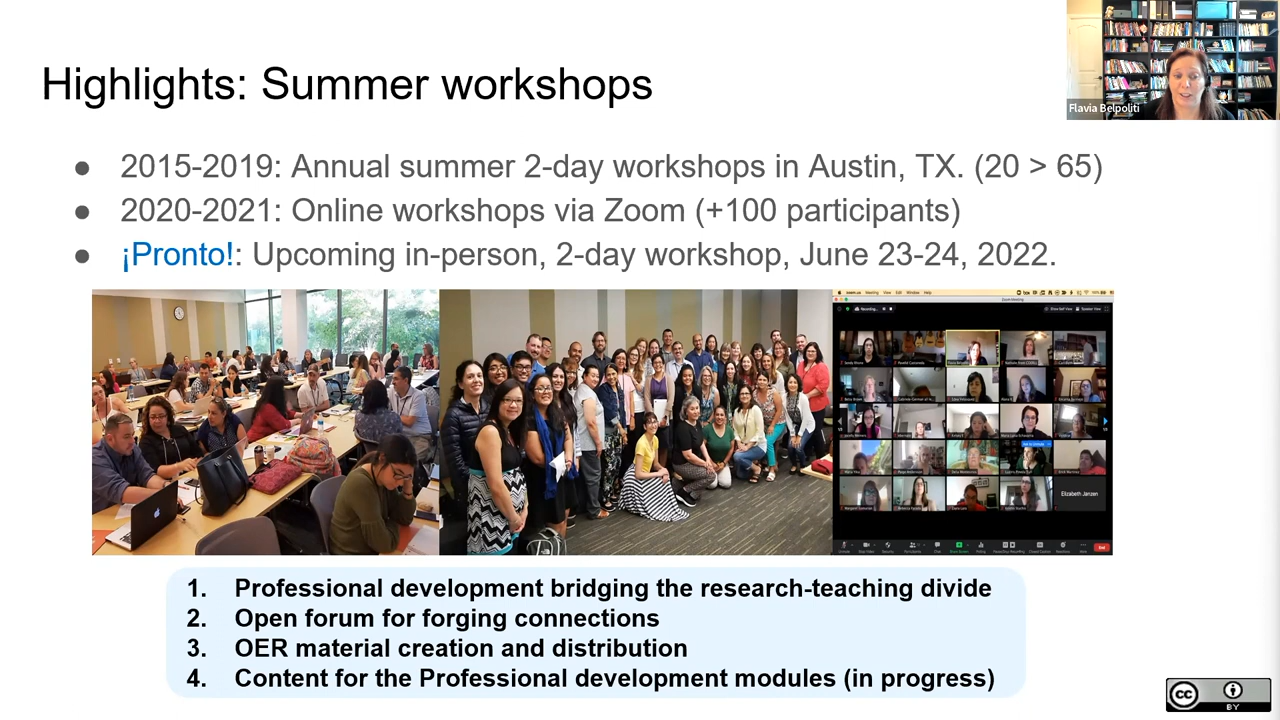 Highlights: Summer workshops
Flavia Belpoliti
● 2015-2019: Annual summer 2-day workshops in Austin, TX. (20 > 65)
● 2020-2021: Online workshops via Zoom (+100 participants)
● ¡Pronto!: Upcoming in-person, 2-day workshop, June 23-24, 2022.
Elizabeth Janzen
1. Professional development bridging the research-teaching divide
2. Open forum for forging connections
3. OER material creation and distribution
4. Content for the Professional development modules (in progress)
cc
BY